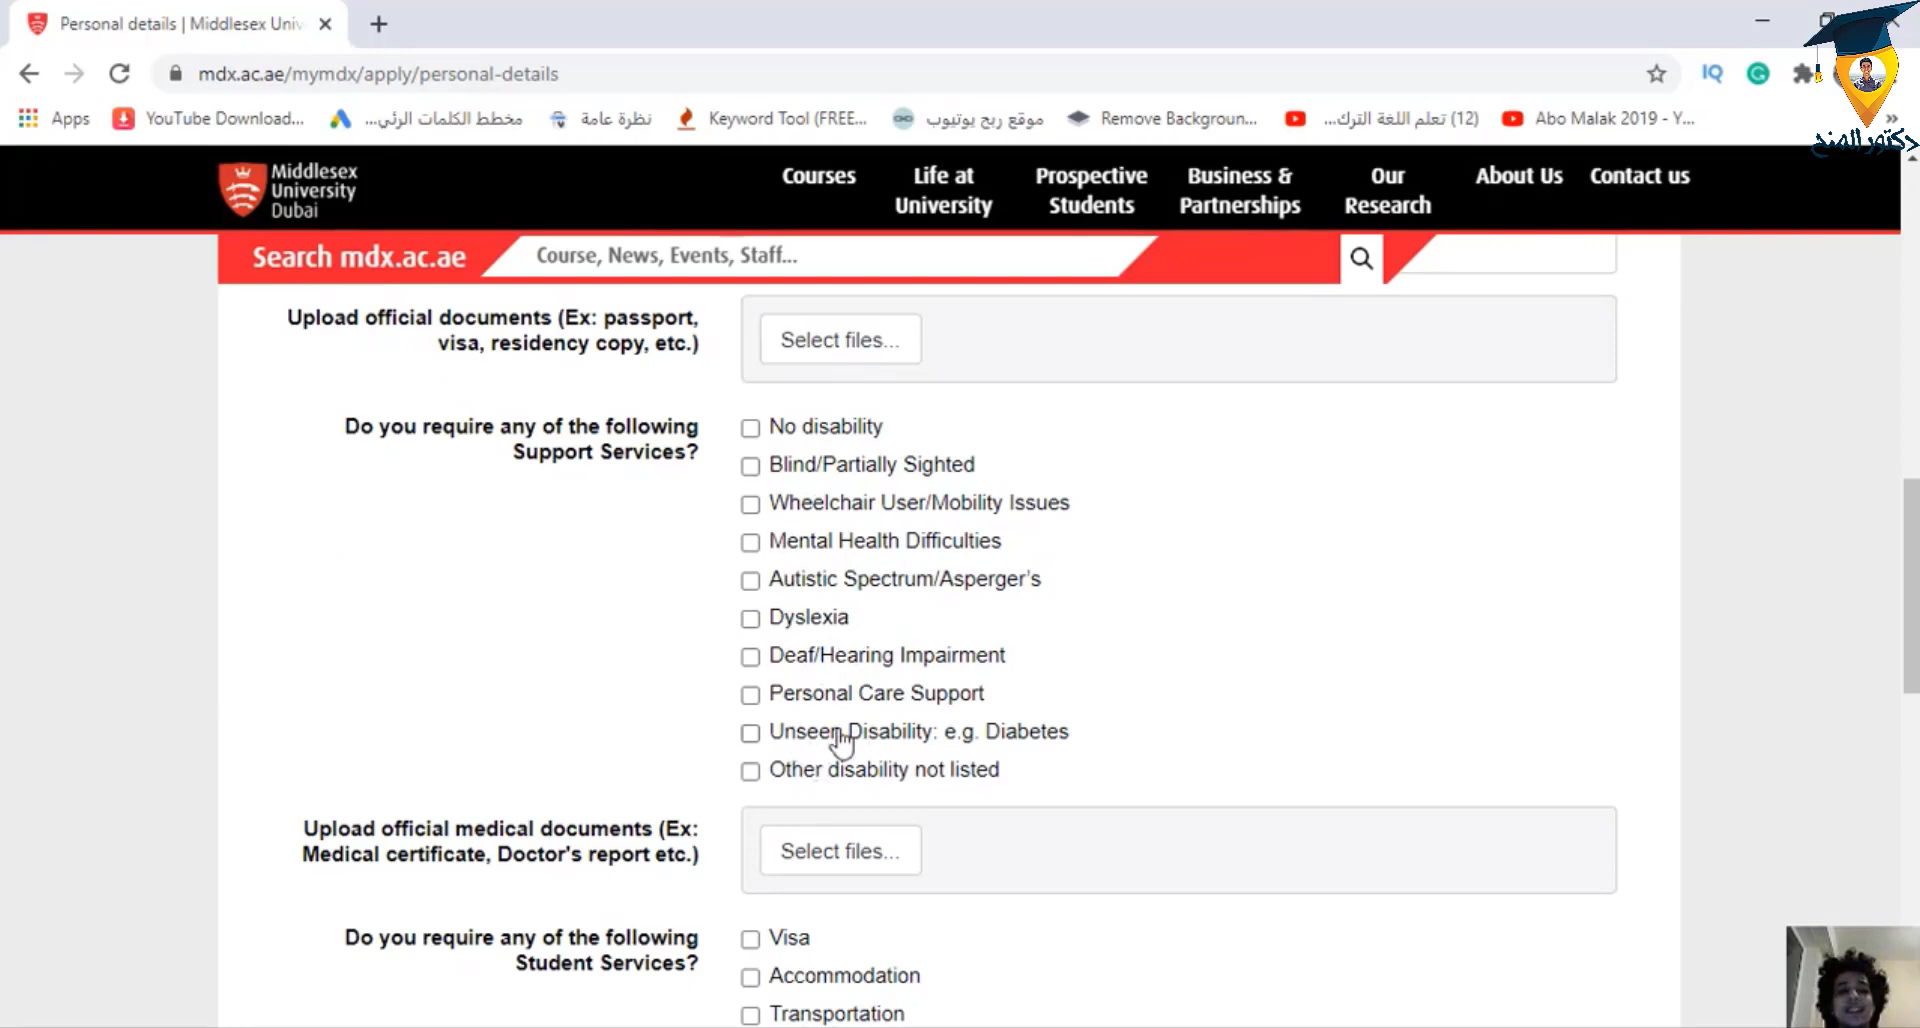 Personal details | Middlesex Univ
mdx.ac.ae/mymdx/apply/personal-details
IQ
Apps
YouTube Download...
مخطط الكلمات الرئي...
نظرة عامة
Keyword Tool (FREE...
موقع ربح يوتيوب
Remove Backgroun...
(12) تعلم اللغة الترك...
Abo Malak 2019 - Y...
»
دكتور المنح
Middlesex
University
Dubai
Courses
Life at
University
Prospective
Students
Business &
Partnerships
Our
Research
About Us
Contact us
Search mdx.ac.ae
Course, News, Events, Staff...
Upload official documents (Ex: passport,
visa, residency copy, etc.)
Select files...
Do you require any of the following
Support Services?
No disability
Blind/Partially Sighted
Wheelchair User/Mobility Issues
Mental Health Difficulties
Autistic Spectrum/Asperger's
Dyslexia
Deaf/Hearing Impairment
Personal Care Support
Unseen Disability: e.g. Diabetes
Other disability not listed
Upload official medical documents (Ex:
Medical certificate, Doctor's report etc.)
Select files...
Do you require any of the following
Student Services?
Visa
Accommodation
Transportation